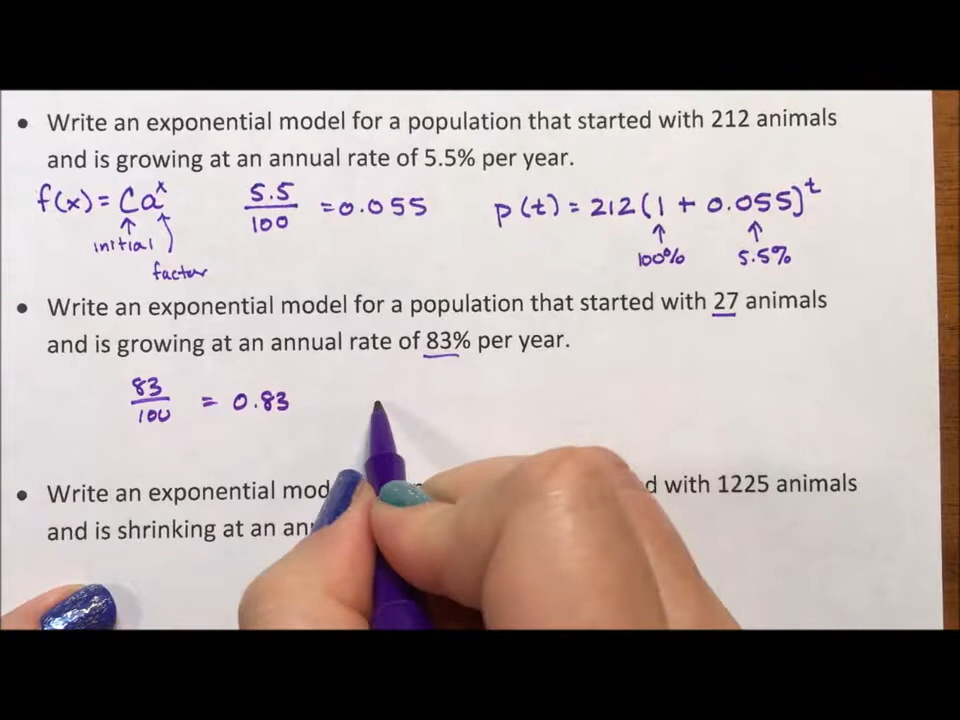 • Write an exponential model for a population that started with 212 animals
and is growing at an annual rate of 5.5% per year.
f(x) = Ca^x
initial
factor
5.5/100 = 0.055
p(t) = 212(1 + 0.055)^t
100% 5.5%
• Write an exponential model for a population that started with 27 animals
and is growing at an annual rate of 83% per year.
83/100 = 0.83
• Write an exponential with 1225 animals
and is shrinking at an